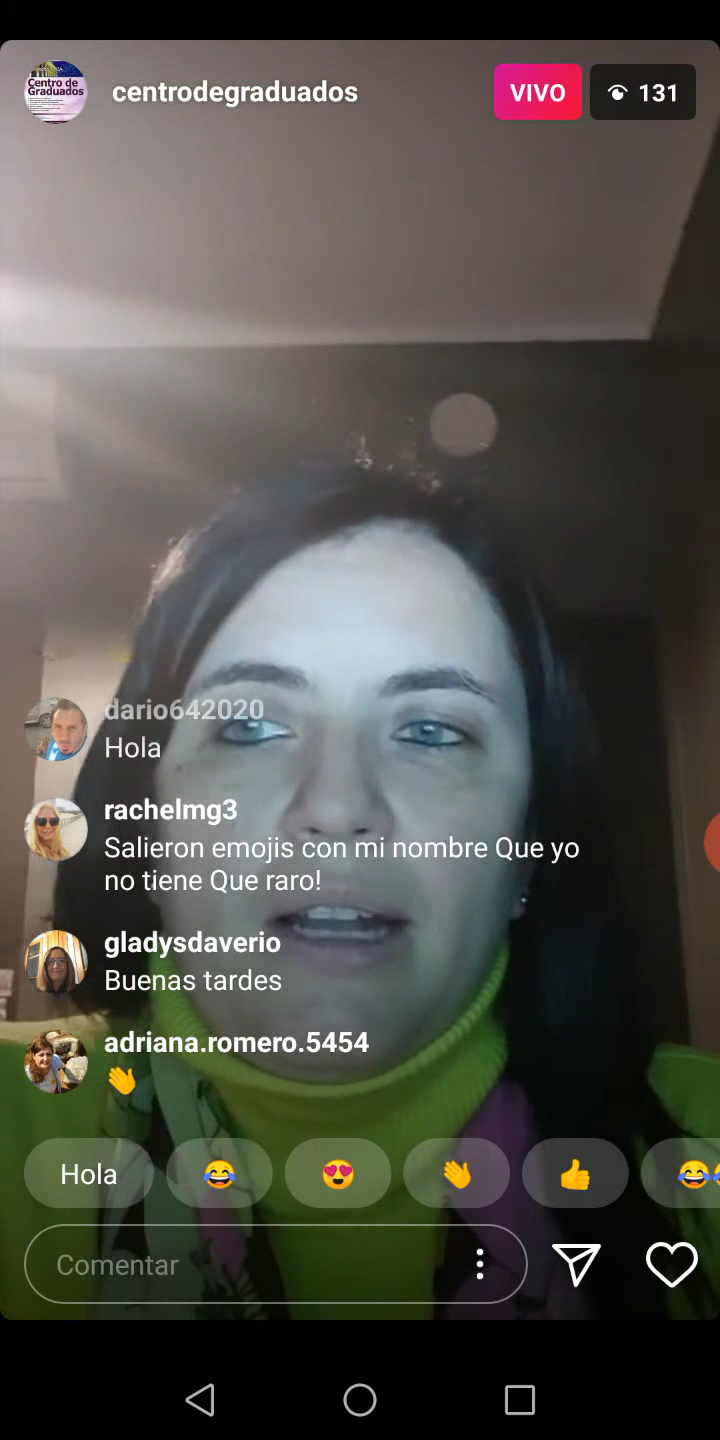 Centro de
Graduados
centrodegraduados
VIVO
131
dario642020
Hola
rachelmg3
Salieron emojis con mi nombre Que yo
no tiene Que raro!
gladysdaverio
Buenas tardes
adriana.romero.5454
👋
Hola 😂 😍 👋 👍 😂
Comentar